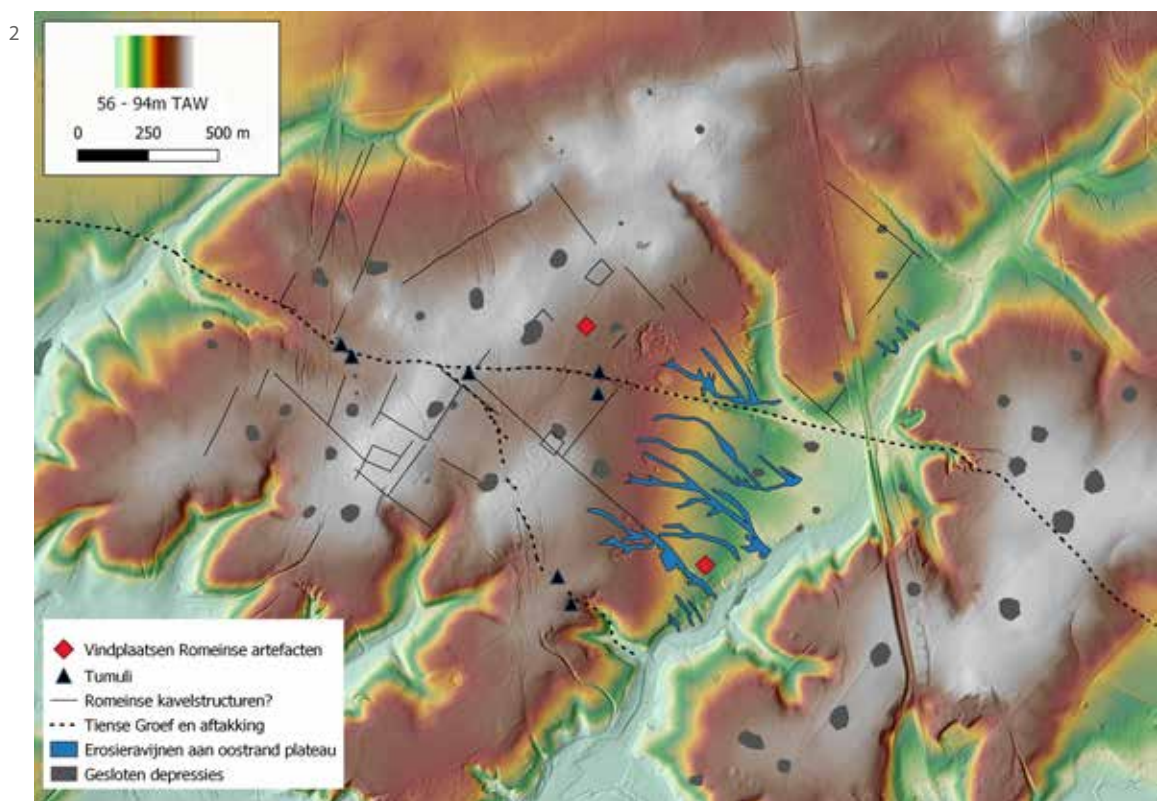 2
56 - 94m TAW
0 250 500 m
Vindplaatsen Romeinse artefacten
Tumuli
Romeinse kavelstructuren?
Tiense Groef en aftakking
Erosieravijnen aan oostrand plateau
Gesloten depressies